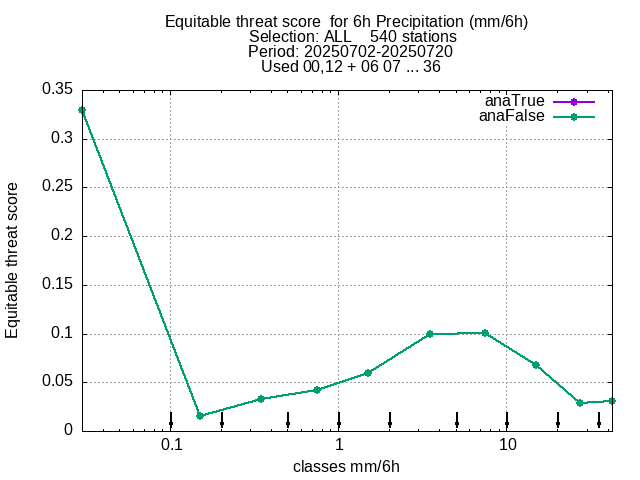 Equitable threat score  for 6h Precipitation (mm/6h)
Selection: ALL    540 stations
Period: 20250702-20250720
Used 00,12 + 06 07 ... 36
anaTrue
anaFalse
0.35
0.3
0.25
0.2
0.15
0.1
0.05
0
Equitable threat score
0.1 1 10
classes mm/6h